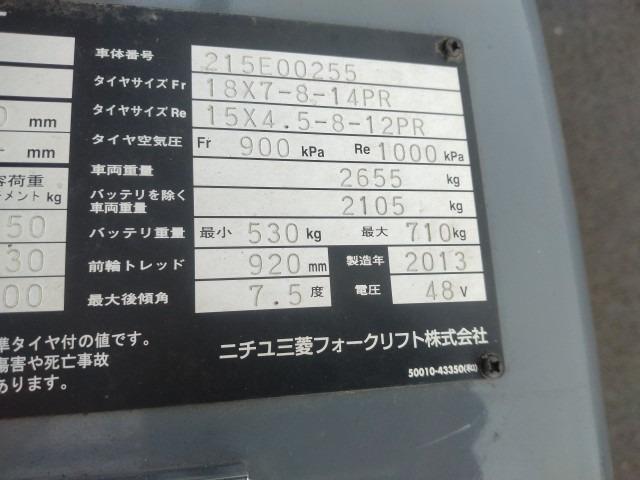 車体番号 215E00255
タイヤサイズ Fr 18X7-8-14PR
タイヤサイズ Re 15X4.5-8-12PR
mm タイヤ空気圧 Fr 900 kPa Re 1000 kPa
mm 車両重量 2655 kg
容荷重 バッテリを除く
メント kg 車両重量 2105 kg
50 バッテリ重量 最小 530 kg 最大 710 kg
30 前輪トレッド 920 mm 製造年 2013
00 最大後傾角 7.5 度 電圧 48 V
準タイヤ付の値です。
傷害や死亡事故
あります。
ニチユ三菱フォークリフト株式会社
50010-43350